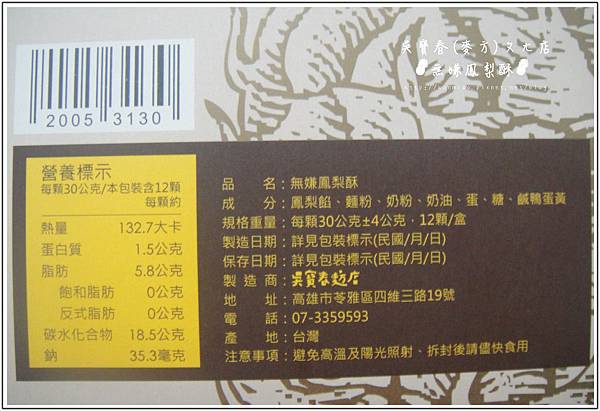 吳寶春(麥方)文化店
無嫌鳳梨酥
2005 3130
營養標示
每顆30公克/本包裝含12顆
每顆約
熱量 132.7大卡
蛋白質 1.5公克
脂肪 5.8公克
飽和脂肪 0公克
反式脂肪 0公克
碳水化合物 18.5公克
鈉 35.3毫克
品 名：無嫌鳳梨酥
成 分：鳳梨餡、麵粉、奶粉、奶油、蛋、糖、鹹鴨蛋黃
規格重量：每顆30公克±4公克，12顆/盒
製造日期：詳見包裝標示(民國/月/日)
保存日期：詳見包裝標示(民國/月/日)
製 造 商：吳寶春麵店
地 址：高雄市苓雅區四維三路19號
電 話：07-3359593
產 地：台灣
注意事項：避免高溫及陽光照射、拆封後請儘快食用